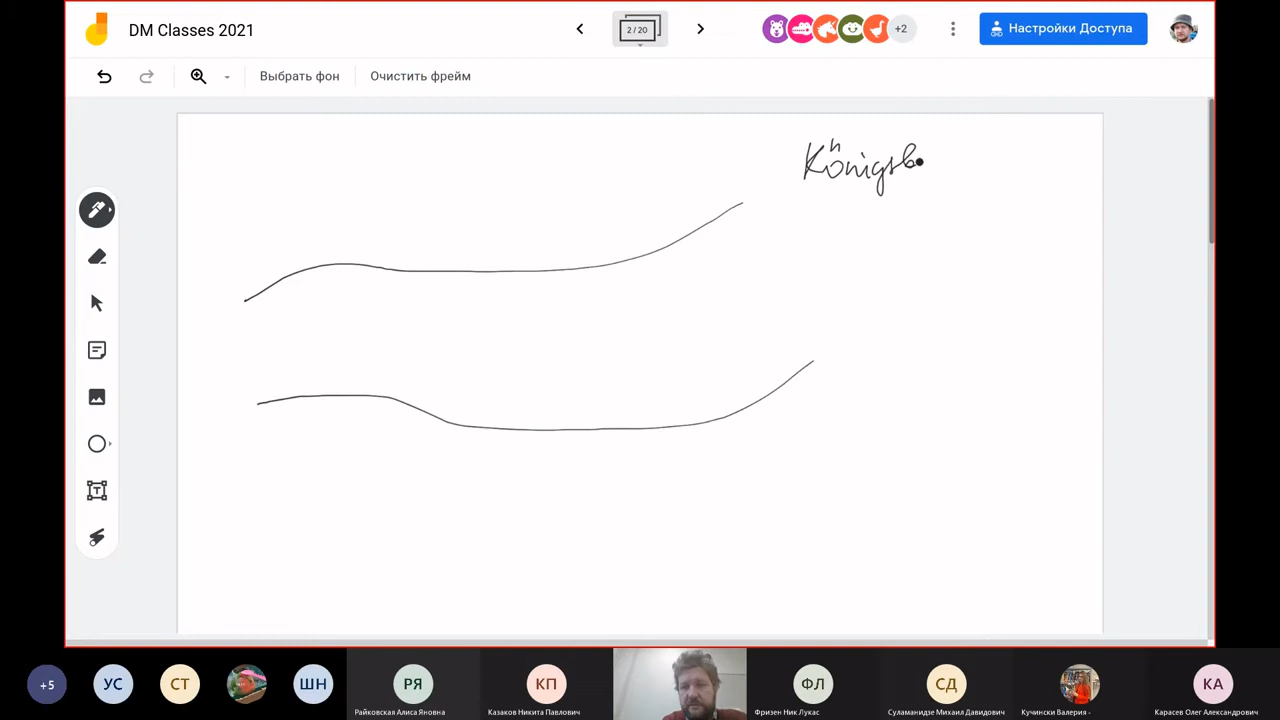 DM Classes 2021
2 / 20
+2
Настройки Доступа
Выбрать фон
Очистить фрейм
Königsb
T
+5
УС
СТ
ШН
РЯ
КП
ФЛ
СД
КА
Райковская Алиса Яновна
Казаков Никита Павлович
Фризен Ник Лукас
Суламанидзе Михаил Давидович
Кучински Валерия -
Карасев Олег Александрович